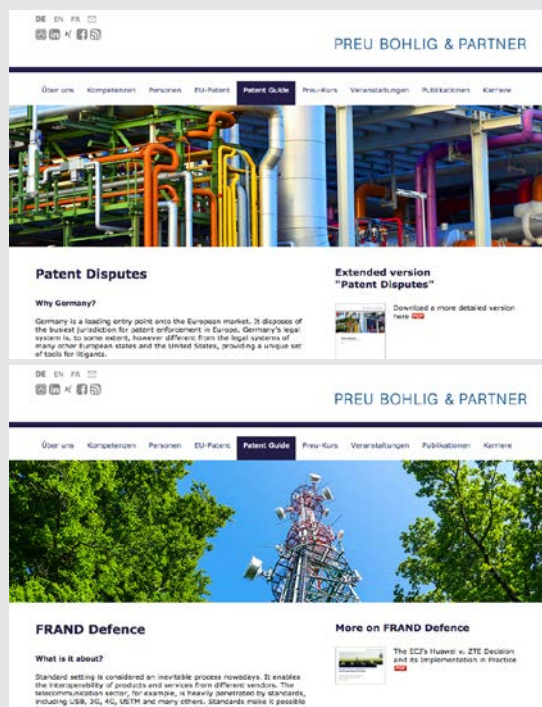 DE EN FR
PREU BOHLIG & PARTNER
Über uns Kompetenzen Personen EU-Patent Patent Guide Preu-Kurs Veranstaltungen Publikationen Karriere
Patent Disputes
Why Germany?
Germany is a leading entry point onto the European market. It disposes of
the busiest jurisdiction for patent enforcement in Europe. Germany's legal
system is, to some extent, however different from the legal systems of
many other European states and the United States, providing a unique set
of tools for litigants.
Extended version
"Patent Disputes"
Download a more detailed version
here PDF
DE EN FR
PREU BOHLIG & PARTNER
Über uns Kompetenzen Personen EU-Patent Patent Guide Preu-Kurs Veranstaltungen Publikationen Karriere
FRAND Defence
What is it about?
Standard setting is considered an inevitable process nowadays. It enables
the interoperability of products and services from different vendors. The
telecommunication sector, for example, is heavily penetrated by standards,
including USB, 3G, 4G, USTM and many others. Standards make it possible
More on FRAND Defence
The ECJ's Huawei v. ZTE Decision
and its Implementation in Practice
PDF